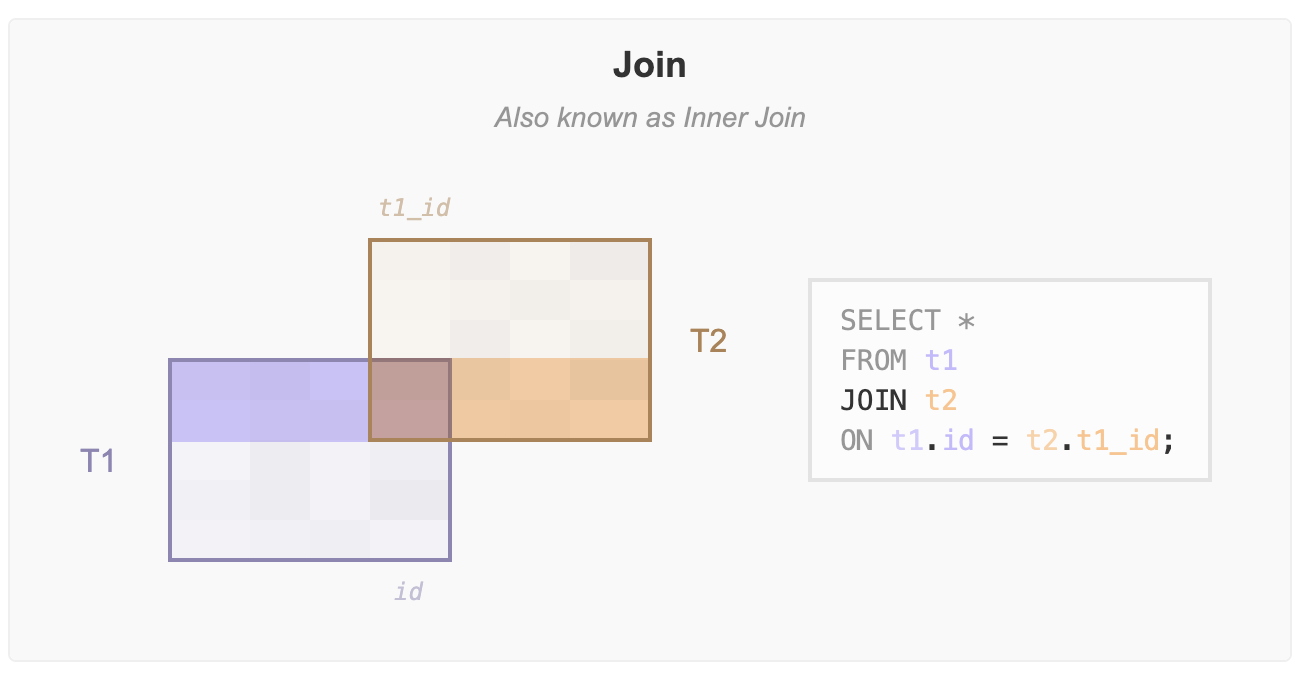 Join
Also known as Inner Join
t1_id
T2
T1
id
SELECT *
FROM t1
JOIN t2
ON t1.id = t2.t1_id;